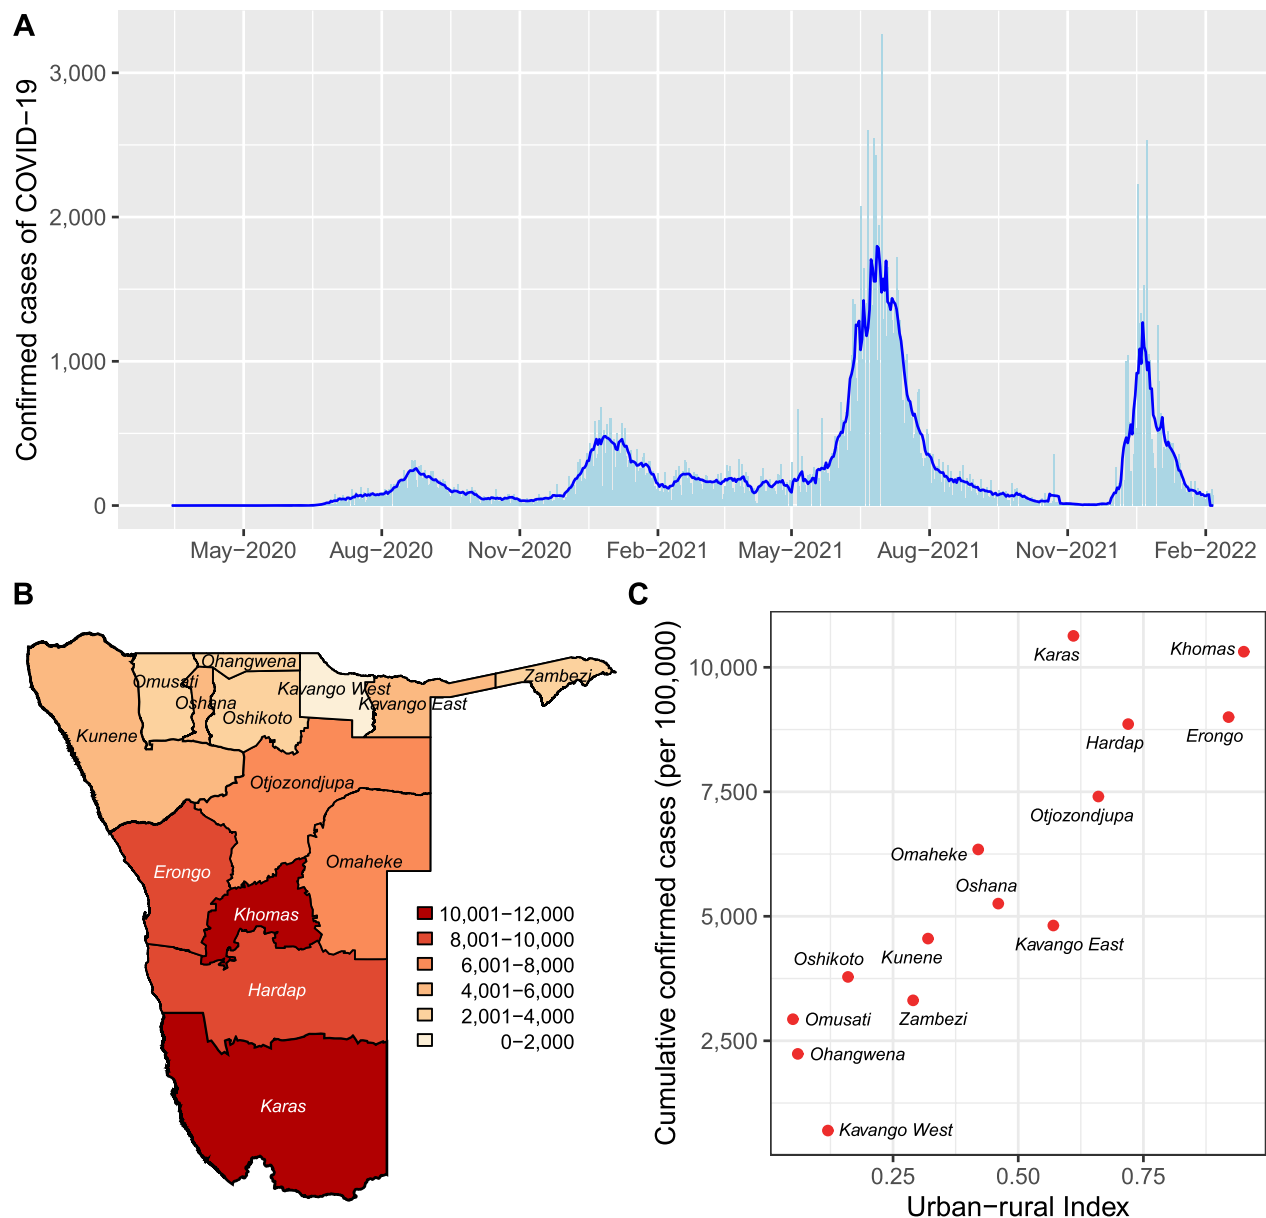 A
Confirmed cases of COVID−19
3,000
2,000
1,000
0
May−2020 Aug−2020 Nov−2020 Feb−2021 May−2021 Aug−2021 Nov−2021 Feb−2022
B
Ohangwena
Omusati
Zambezi
Kavango West
Oshana
Kavango East
Oshikoto
Kunene
Otjozondjupa
Omaheke
Erongo
Khomas
Hardap
Karas
10,001−12,000
8,001−10,000
6,001−8,000
4,001−6,000
2,001−4,000
0−2,000
C
Cumulative confirmed cases (per 100,000)
10,000
7,500
5,000
2,500
Khomas
Karas
Erongo
Hardap
Otjozondjupa
Omaheke
Oshana
Kavango East
Oshikoto
Kunene
Omusati
Zambezi
Ohangwena
Kavango West
0.25 0.50 0.75
Urban−rural Index